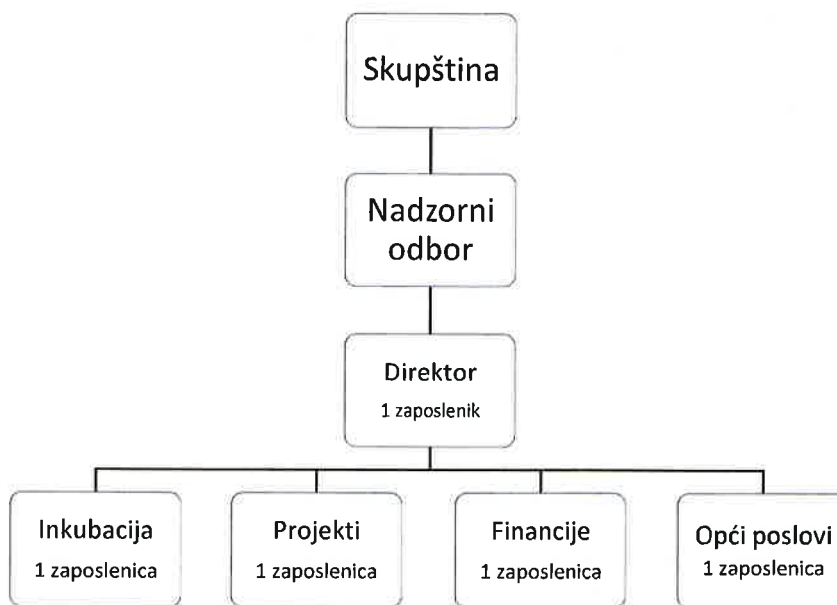 Skupština
Nadzorni
odbor
Direktor
1 zaposlenik
Inkubacija
1 zaposlenica
Projekti
1 zaposlenica
Financije
1 zaposlenica
Opći poslovi
1 zaposlenica